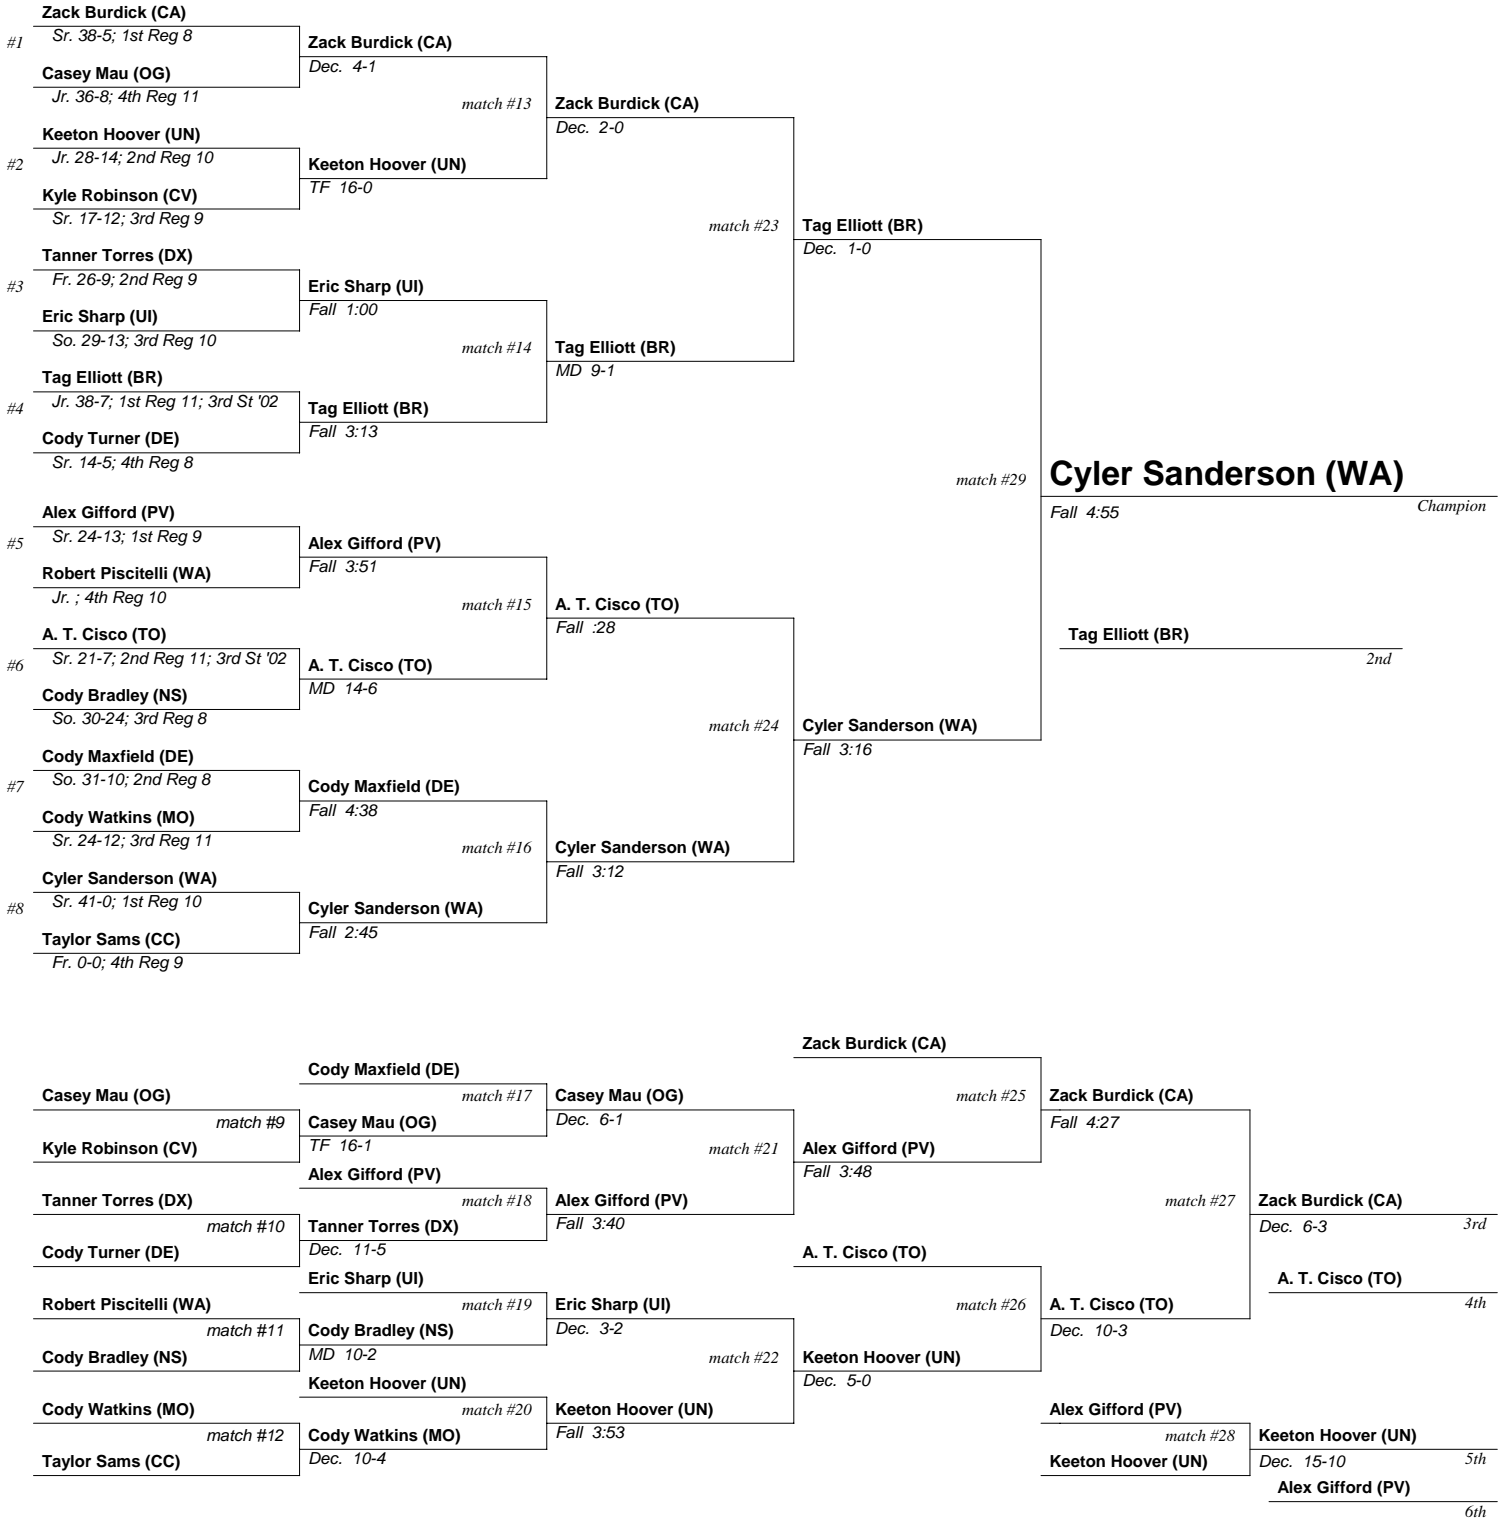 Zack Burdick (CA)
#1
Sr. 38-5; 1st Reg 8
Zack Burdick (CA)
Dec. 4-1
Casey Mau (OG)
Jr. 36-8; 4th Reg 11
match #13
Zack Burdick (CA)
Dec. 2-0
Keeton Hoover (UN)
#2
Jr. 28-14; 2nd Reg 10
Keeton Hoover (UN)
TF 16-0
Kyle Robinson (CV)
Sr. 17-12; 3rd Reg 9
match #23
Tag Elliott (BR)
Dec. 1-0
Tanner Torres (DX)
#3
Fr. 26-9; 2nd Reg 9
Eric Sharp (UI)
Fall 1:00
Eric Sharp (UI)
So. 29-13; 3rd Reg 10
match #14
Tag Elliott (BR)
MD 9-1
Tag Elliott (BR)
#4
Jr. 38-7; 1st Reg 11; 3rd St '02
Tag Elliott (BR)
Fall 3:13
Cody Turner (DE)
Sr. 14-5; 4th Reg 8
match #29
Cyler Sanderson (WA)
Fall 4:55
Champion
Alex Gifford (PV)
#5
Sr. 24-13; 1st Reg 9
Alex Gifford (PV)
Fall 3:51
Robert Piscitelli (WA)
Jr. ; 4th Reg 10
match #15
A. T. Cisco (TO)
Fall :28
Tag Elliott (BR)
2nd
A. T. Cisco (TO)
#6
Sr. 21-7; 2nd Reg 11; 3rd St '02
A. T. Cisco (TO)
MD 14-6
Cody Bradley (NS)
So. 30-24; 3rd Reg 8
match #24
Cyler Sanderson (WA)
Fall 3:16
Cody Maxfield (DE)
#7
So. 31-10; 2nd Reg 8
Cody Maxfield (DE)
Fall 4:38
Cody Watkins (MO)
Sr. 24-12; 3rd Reg 11
match #16
Cyler Sanderson (WA)
Fall 3:12
Cyler Sanderson (WA)
#8
Sr. 41-0; 1st Reg 10
Cyler Sanderson (WA)
Fall 2:45
Taylor Sams (CC)
Fr. 0-0; 4th Reg 9
Zack Burdick (CA)
Cody Maxfield (DE)
Casey Mau (OG)
match #17
Casey Mau (OG)
Dec. 6-1
match #25
Zack Burdick (CA)
Fall 4:27
match #9
Casey Mau (OG)
TF 16-1
Kyle Robinson (CV)
match #21
Alex Gifford (PV)
Fall 3:48
Alex Gifford (PV)
Tanner Torres (DX)
match #18
Alex Gifford (PV)
Fall 3:40
match #27
Zack Burdick (CA)
Dec. 6-3
3rd
match #10
Tanner Torres (DX)
Dec. 11-5
Cody Turner (DE)
A. T. Cisco (TO)
Eric Sharp (UI)
A. T. Cisco (TO)
4th
Robert Piscitelli (WA)
match #19
Eric Sharp (UI)
Dec. 3-2
match #26
A. T. Cisco (TO)
Dec. 10-3
match #11
Cody Bradley (NS)
MD 10-2
Cody Bradley (NS)
match #22
Keeton Hoover (UN)
Dec. 5-0
Keeton Hoover (UN)
Cody Watkins (MO)
match #20
Keeton Hoover (UN)
Fall 3:53
Alex Gifford (PV)
match #12
Cody Watkins (MO)
Dec. 10-4
match #28
Keeton Hoover (UN)
Dec. 15-10
5th
Taylor Sams (CC)
Keeton Hoover (UN)
Alex Gifford (PV)
6th